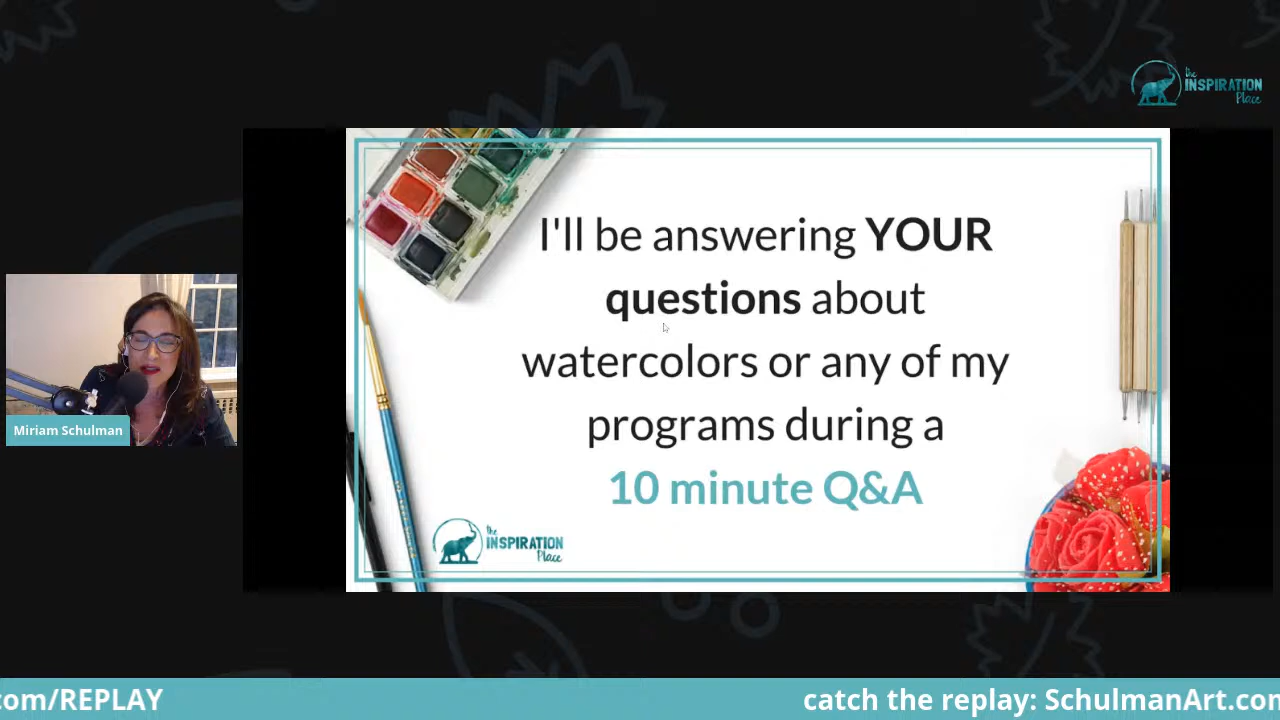 the
INSPIRATION
Place
I'll be answering YOUR
questions about
watercolors or any of my
programs during a
10 minute Q&A
the
INSPIRATION
Place
Miriam Schulman
com/REPLAY
catch the replay: SchulmanArt.com